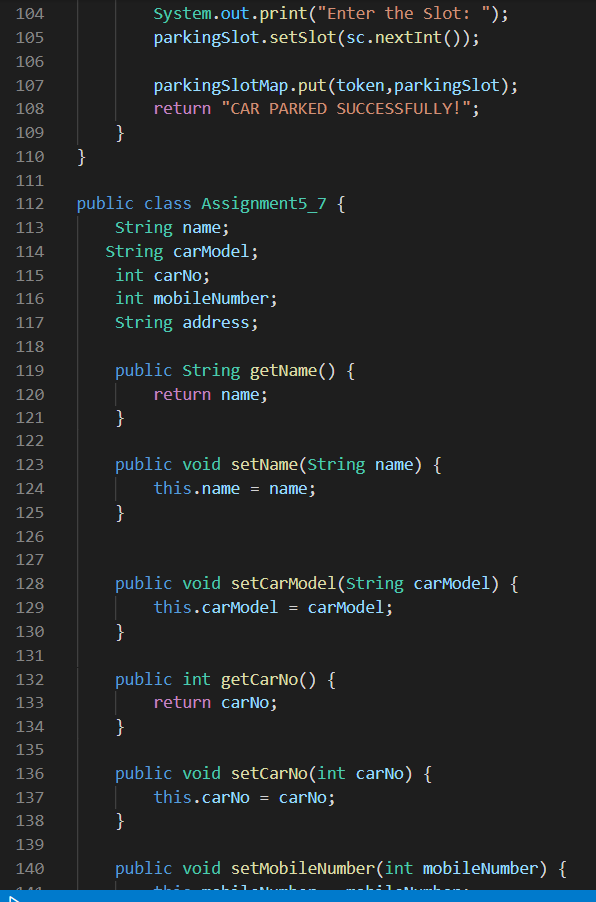 104 System.out.print("Enter the Slot: ");
105 parkingSlot.setSlot(sc.nextInt());
106
107 parkingSlotMap.put(token,parkingSlot);
108 return "CAR PARKED SUCCESSFULLY!";
109 }
110 }
111
112 public class Assignment5_7 {
113 String name;
114 String carModel;
115 int carNo;
116 int mobileNumber;
117 String address;
118
119 public String getName() {
120 return name;
121 }
122
123 public void setName(String name) {
124 this.name = name;
125 }
126
127
128 public void setCarModel(String carModel) {
129 this.carModel = carModel;
130 }
131
132 public int getCarNo() {
133 return carNo;
134 }
135
136 public void setCarNo(int carNo) {
137 this.carNo = carNo;
138 }
139
140 public void setMobileNumber(int mobileNumber) {
141 this.mobileNumber = mobileNumber;